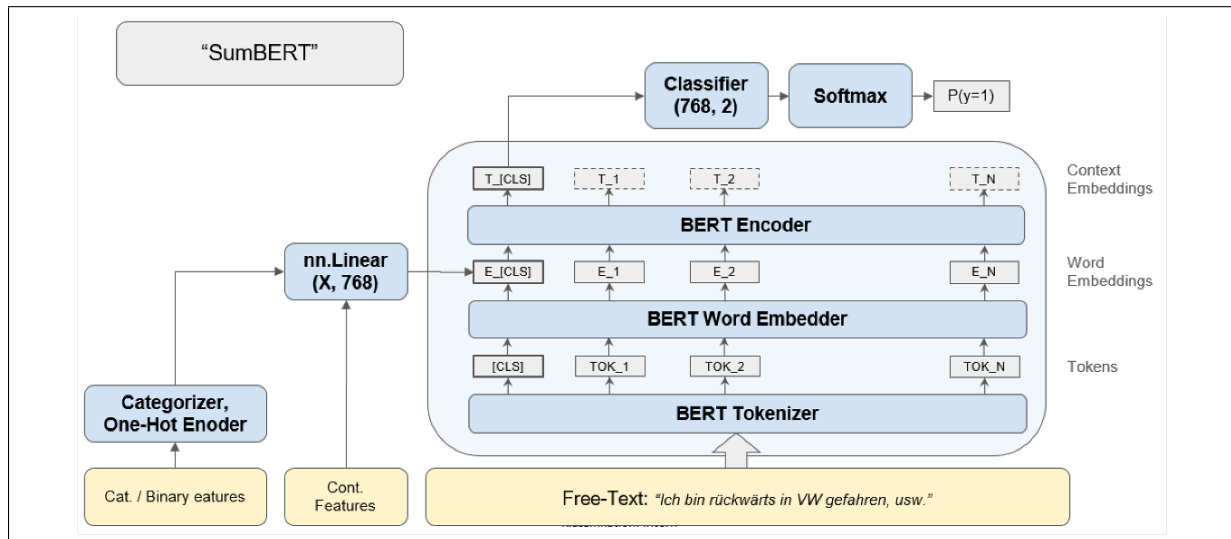 “SumBERT”
Classifier
(768, 2)
Softmax
P(y=1)
T_[CLS]
T_1
T_2
T_N
Context
Embeddings
BERT Encoder
nn.Linear
(X, 768)
E_[CLS]
E_1
E_2
E_N
Word
Embeddings
BERT Word Embedder
[CLS]
TOK_1
TOK_2
TOK_N
Tokens
Categorizer,
One-Hot Enoder
BERT Tokenizer
Cat. / Binary eatures
Cont.
Features
Free-Text: “Ich bin rückwärts in VW gefahren, usw.”